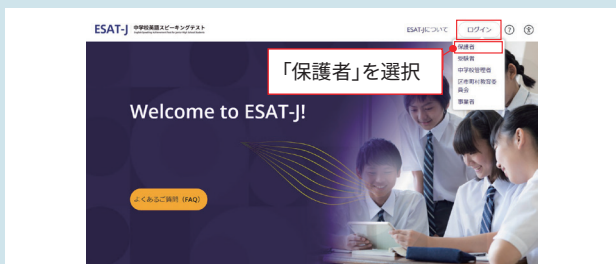 ESAT-J 中学校英語スピーキングテスト
ESAT-Jについて
ログイン
保護者
受験者
中学校管理者
区市町村教育委
員会
事業者
「保護者」を選択
Welcome to ESAT-J!
よくあるご質問（FAQ）